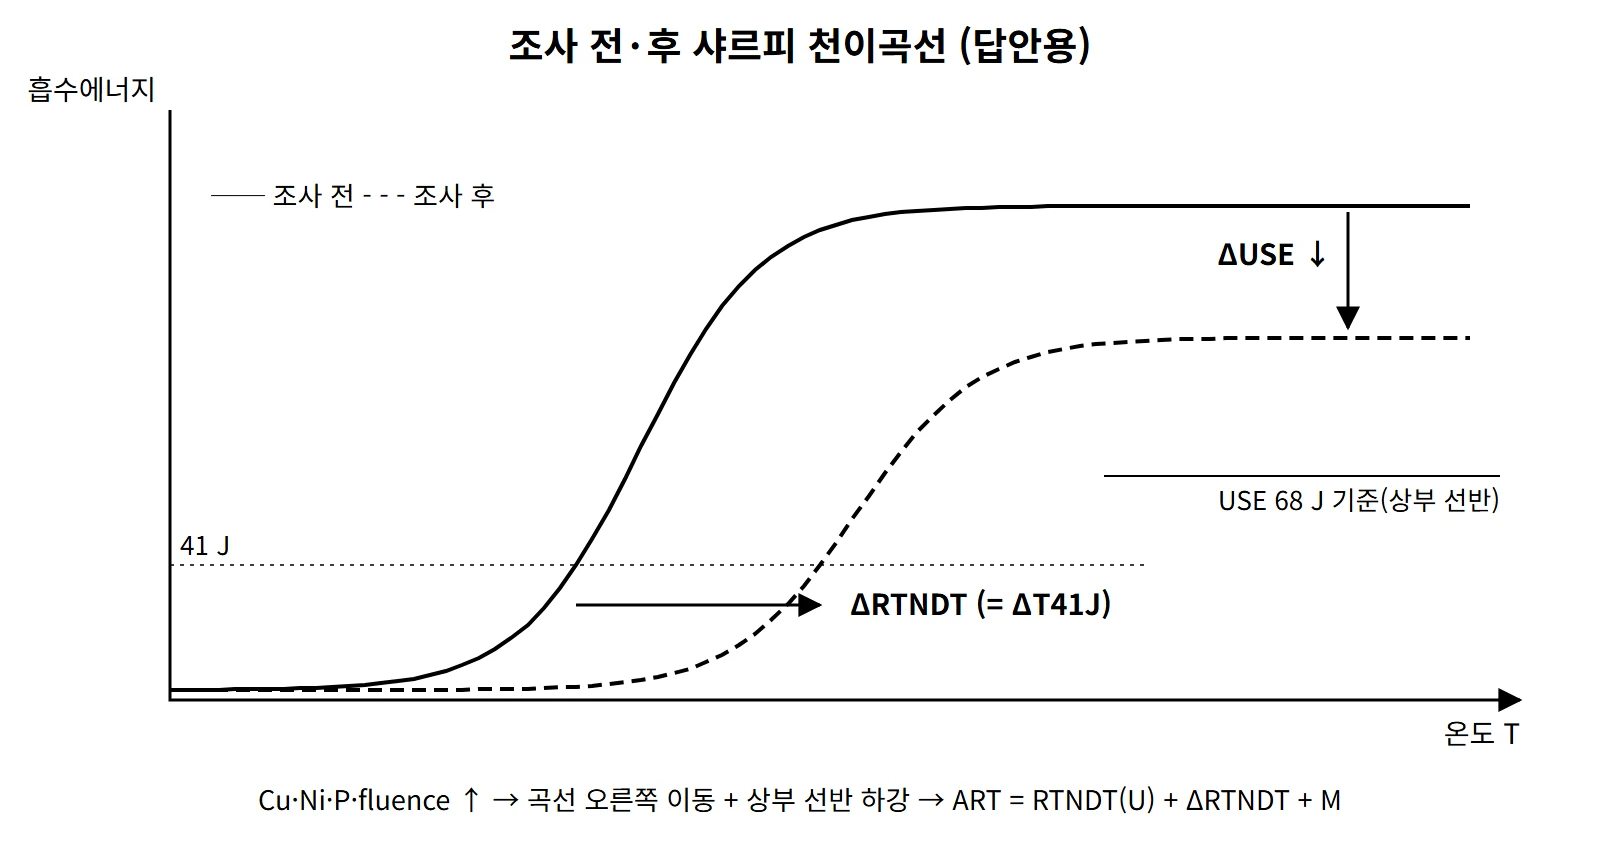 조사 전·후 샤르피 천이곡선 (답안용)
흡수에너지
조사 전 - - - 조사 후
ΔUSE ↓
USE 68 J 기준(상부 선반)
41 J
ΔRTNDT (= ΔT41J)
온도 T
Cu·Ni·P·fluence ↑ → 곡선 오른쪽 이동 + 상부 선반 하강 → ART = RTNDT(U) + ΔRTNDT + M